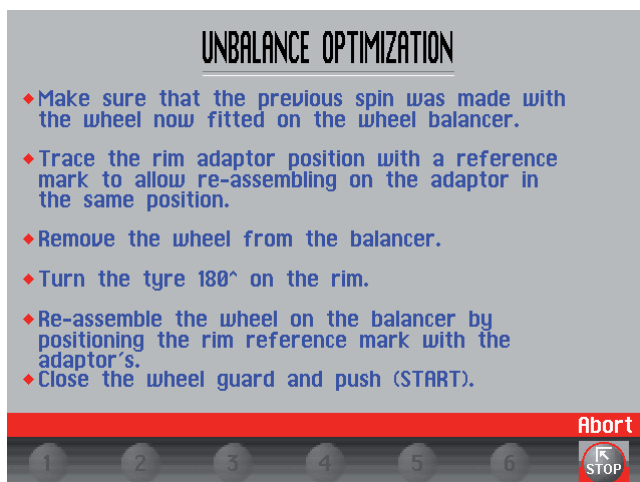 UNBALANCE OPTIMIZATION
Make sure that the previous spin was made with
the wheel now fitted on the wheel balancer.
Trace the rim adaptor position with a reference
mark to allow re-assembling on the adaptor in
the same position.
Remove the wheel from the balancer.
Turn the tyre 180^ on the rim.
Re-assemble the wheel on the balancer by
positioning the rim reference mark with the
adaptor's.
Close the wheel guard and push (START).
Abort
1 2 3 4 5 6 STOP